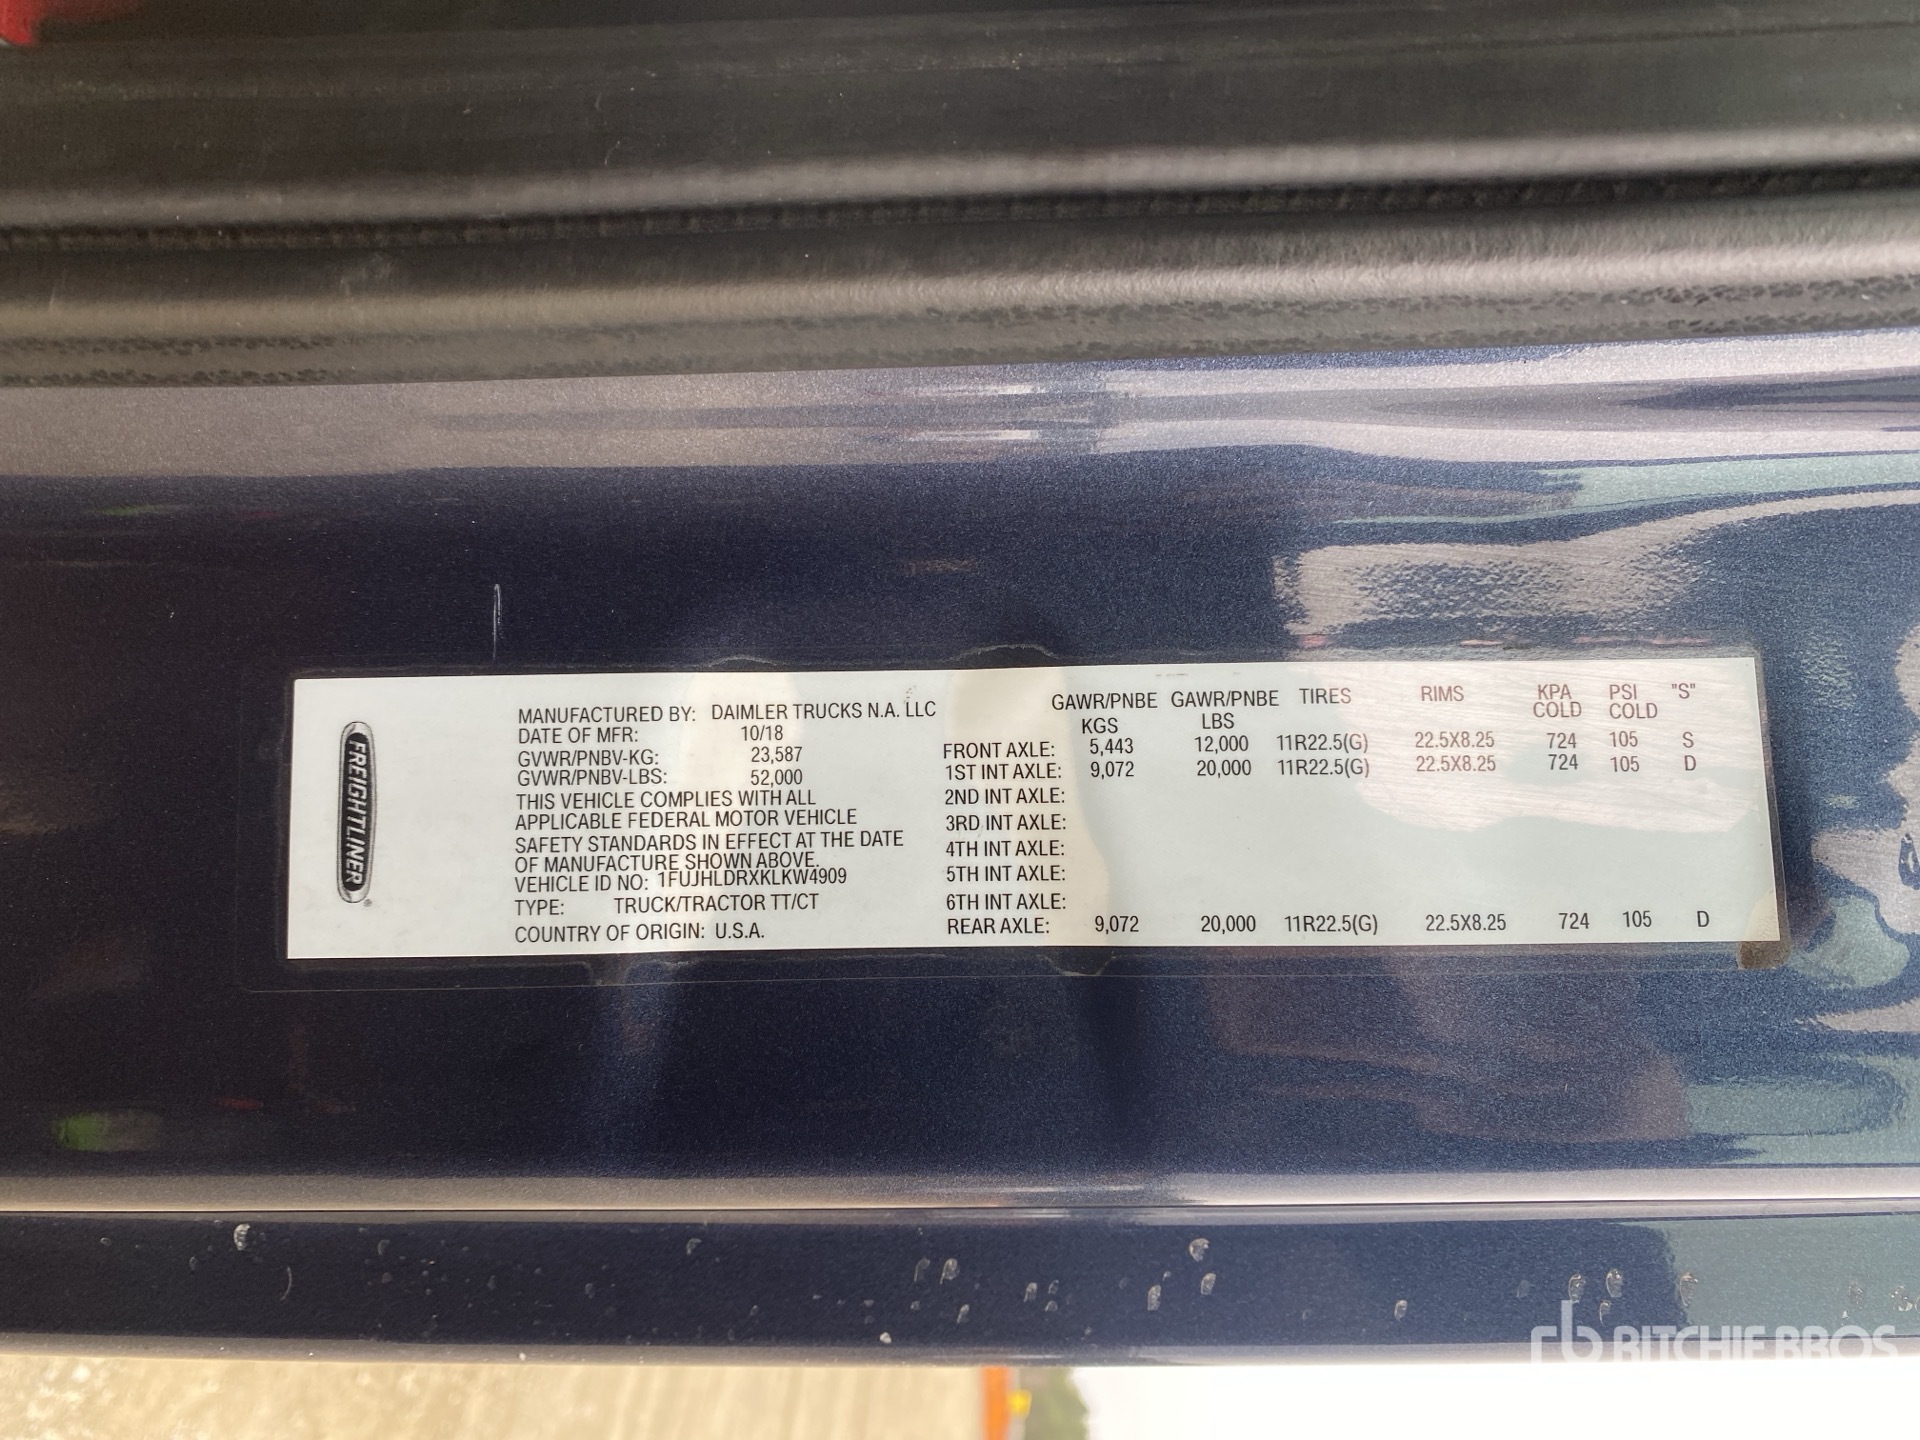 FREIGHTLINER®
MANUFACTURED BY: DAIMLER TRUCKS N.A. LLC
DATE OF MFR: 10/18
GVWR/PNBV-KG: 23,587
GVWR/PNBV-LBS: 52,000
THIS VEHICLE COMPLIES WITH ALL
APPLICABLE FEDERAL MOTOR VEHICLE
SAFETY STANDARDS IN EFFECT AT THE DATE
OF MANUFACTURE SHOWN ABOVE.
VEHICLE ID NO: 1FUJHLDRXKLKW4909
TYPE: TRUCK/TRACTOR TT/CT
COUNTRY OF ORIGIN: U.S.A.
GAWR/PNBE GAWR/PNBE TIRES RIMS KPA PSI "S"
KGS LBS COLD COLD
FRONT AXLE: 5,443 12,000 11R22.5(G) 22.5X8.25 724 105 S
1ST INT AXLE: 9,072 20,000 11R22.5(G) 22.5X8.25 724 105 D
2ND INT AXLE:
3RD INT AXLE:
4TH INT AXLE:
5TH INT AXLE:
6TH INT AXLE:
REAR AXLE: 9,072 20,000 11R22.5(G) 22.5X8.25 724 105 D
rb RITCHIE BROS